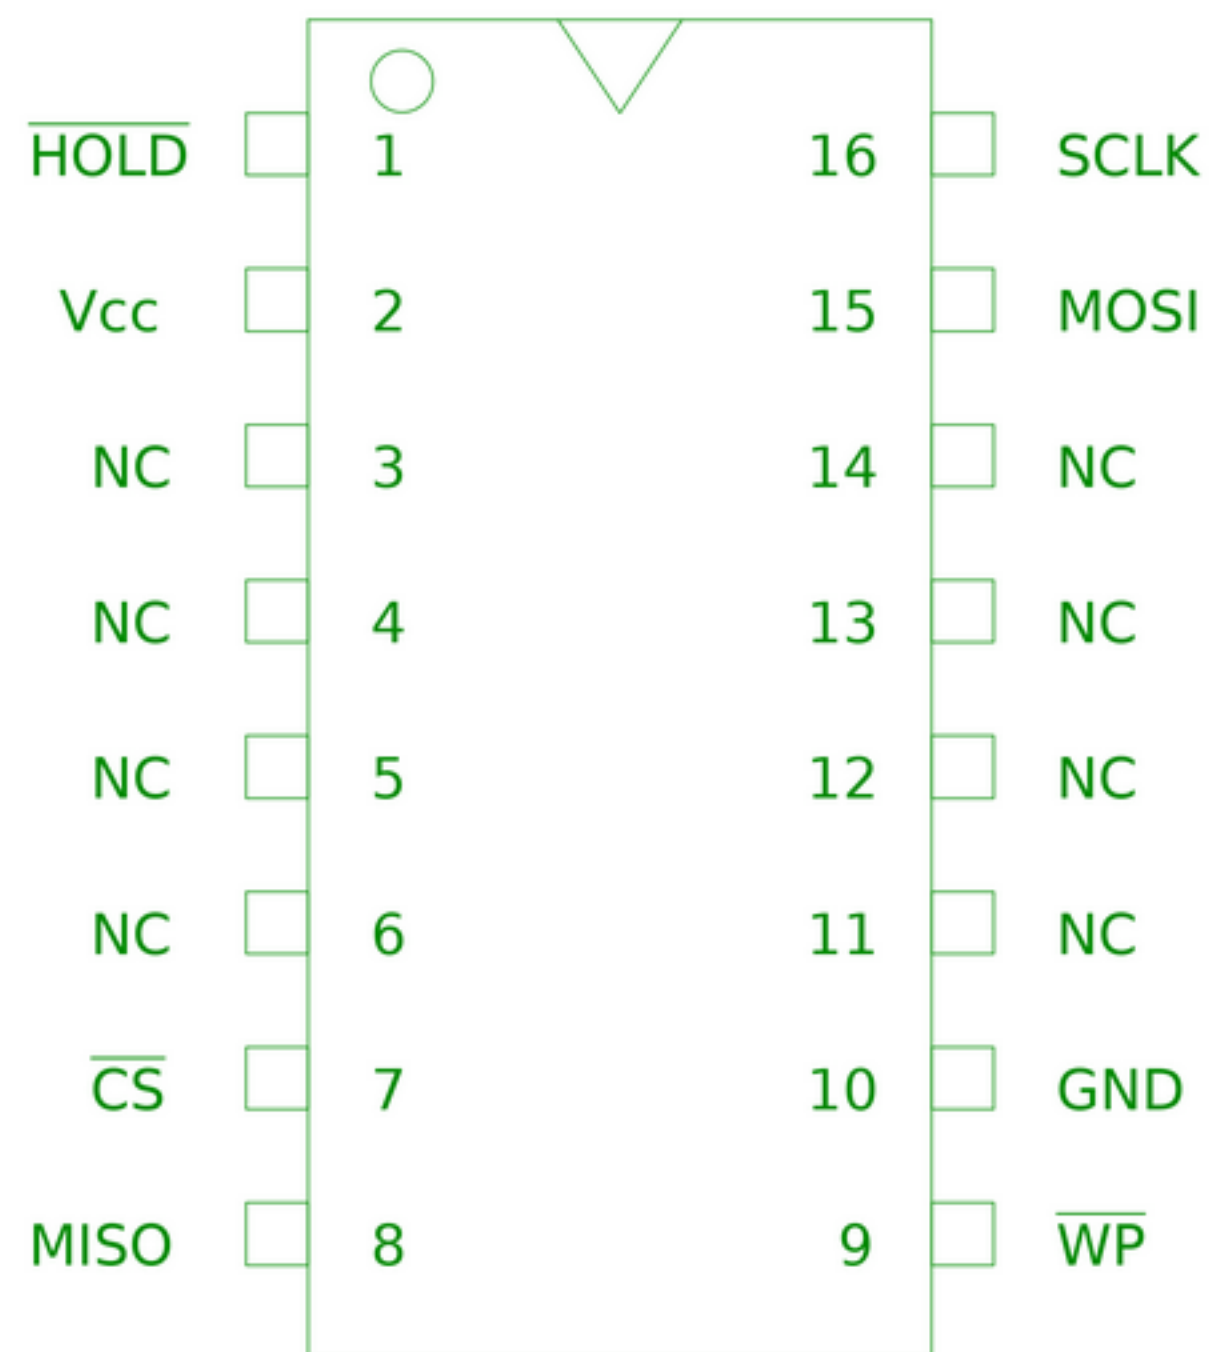 HOLD 1 16 SCLK
Vcc 2 15 MOSI
NC 3 14 NC
NC 4 13 NC
NC 5 12 NC
NC 6 11 NC
CS 7 10 GND
MISO 8 9 WP